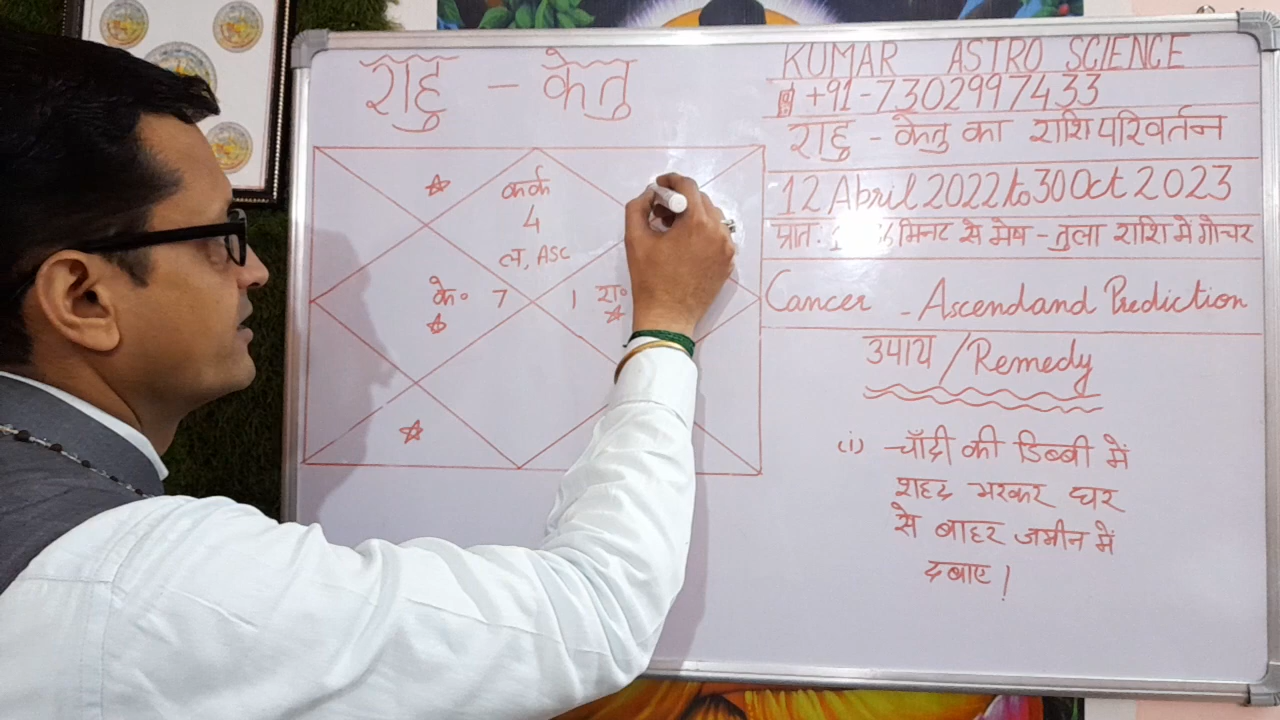 राहु - केतु
कर्क
4
ल, ASC
के० 7
1 रा०
KUMAR ASTRO SCIENCE
+91-7302997433
राहु - केतु का राशि परिवर्तन
12 Abril 2022 to 30 Oct 2023
प्रात: मिनट से मेष - तुला राशि में गोचर
Cancer - Ascendand Prediction
उपाय / Remedy
(i) चाँदी की डिब्बी में
शहद भरकर घर
से बाहर जमीन में
दबाए !